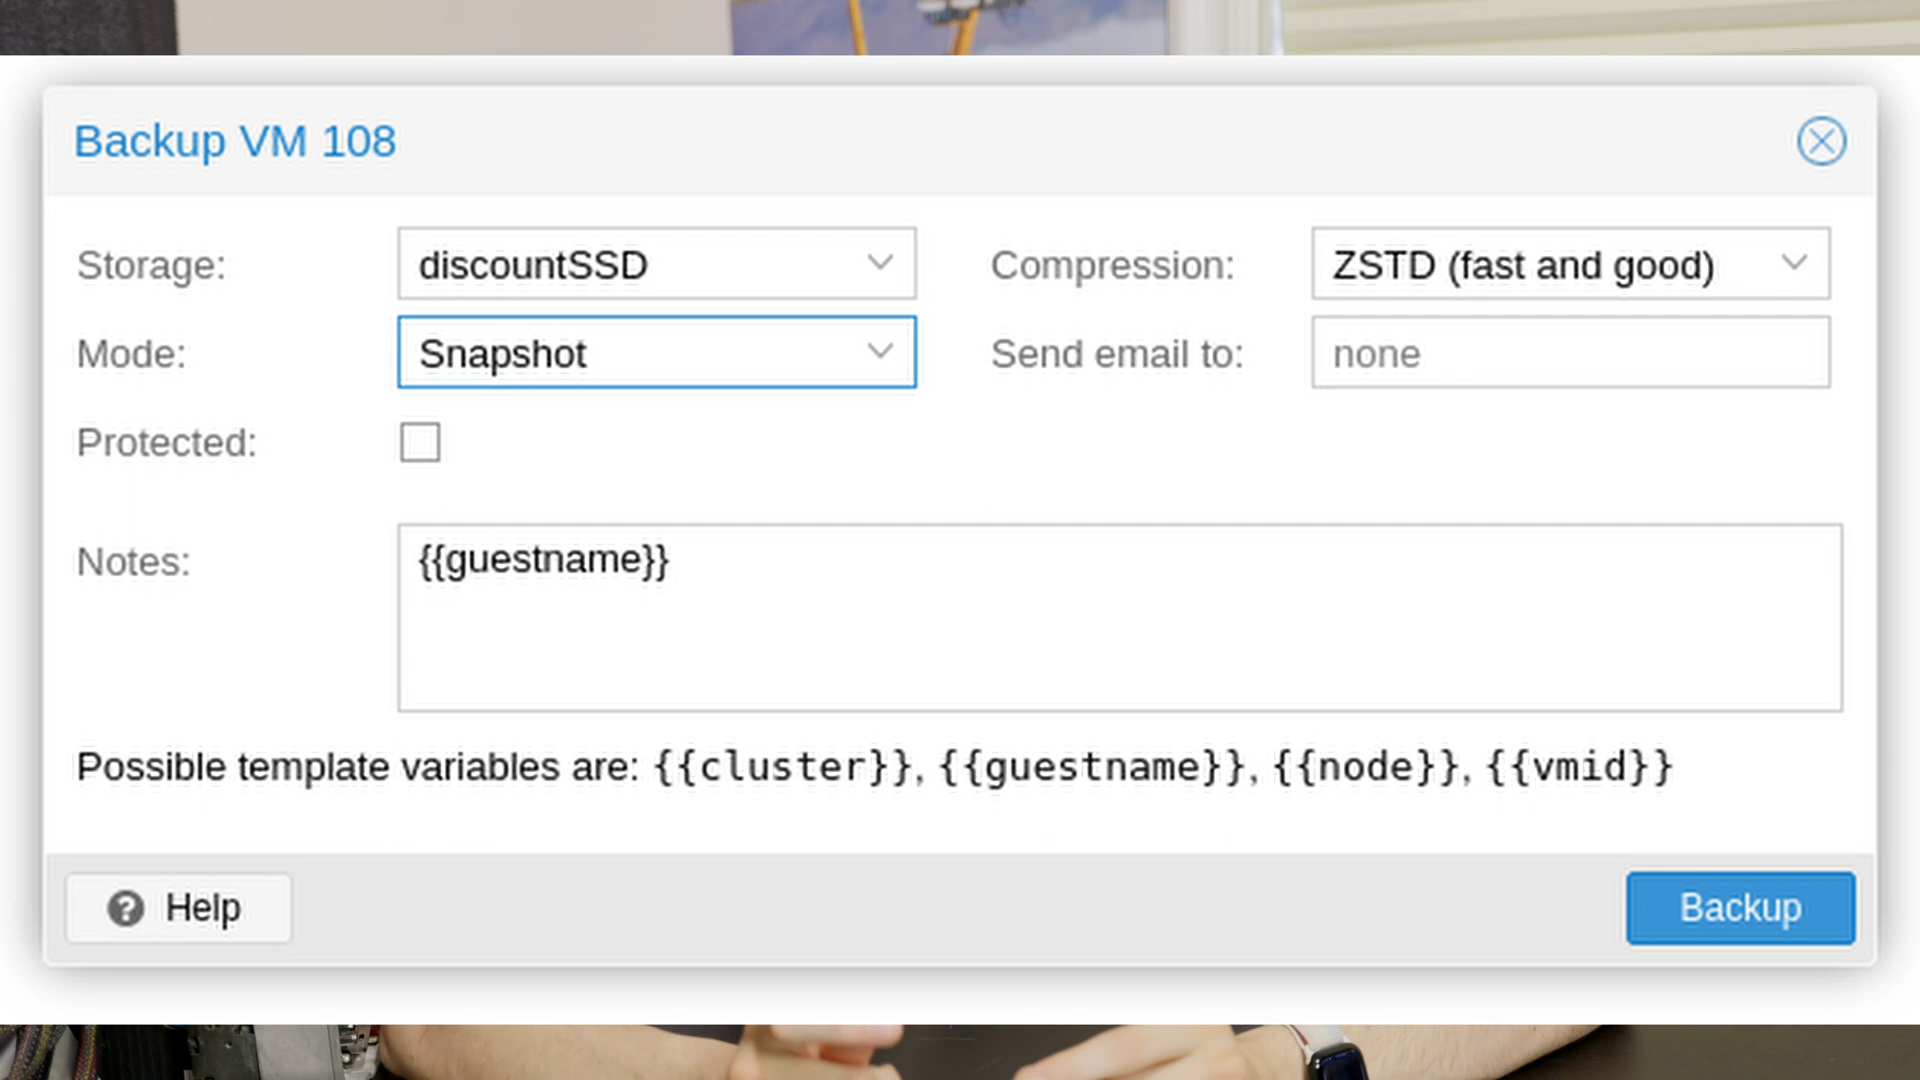 Backup VM 108
Storage: discountSSD Compression: ZSTD (fast and good)
Mode: Snapshot Send email to: none
Protected:
Notes: {{guestname}}
Possible template variables are: {{cluster}}, {{guestname}}, {{node}}, {{vmid}}
Help Backup